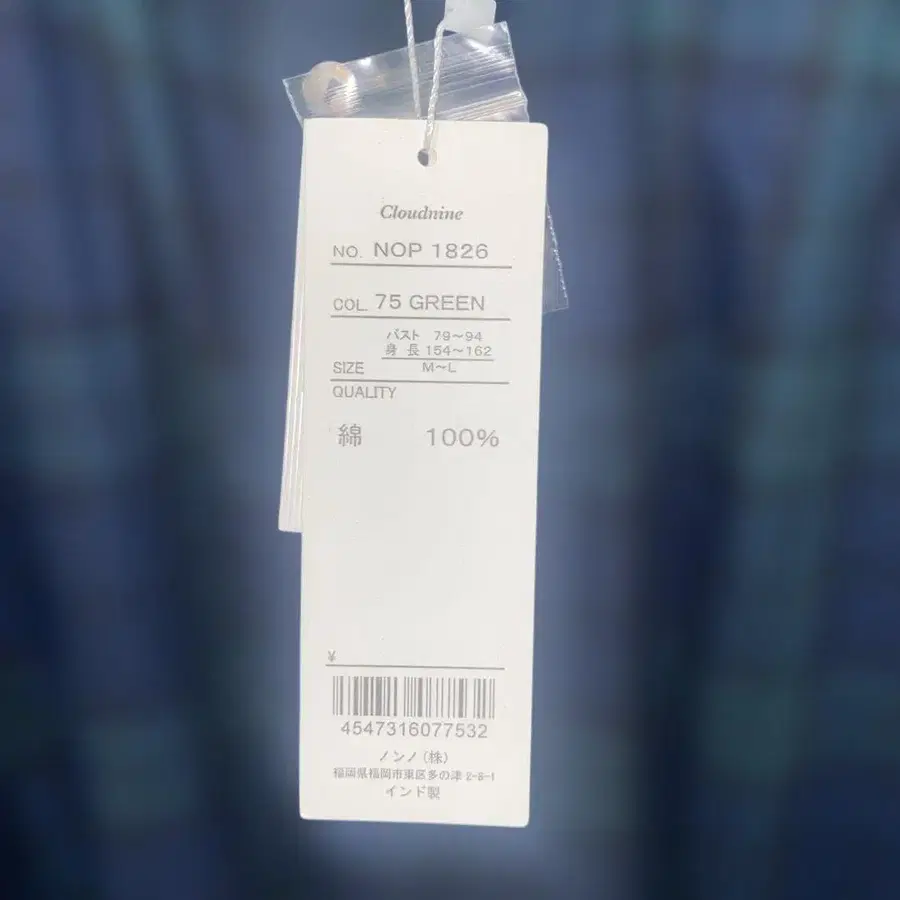 Cloudnine
NO. NOP 1826
COL. 75 GREEN
バスト 79～94
身長 154～162
SIZE M～L
QUALITY
綿 100%
¥
4547316077532
ノンノ(株)
福岡県福岡市東区多の津2-8-1
インド製